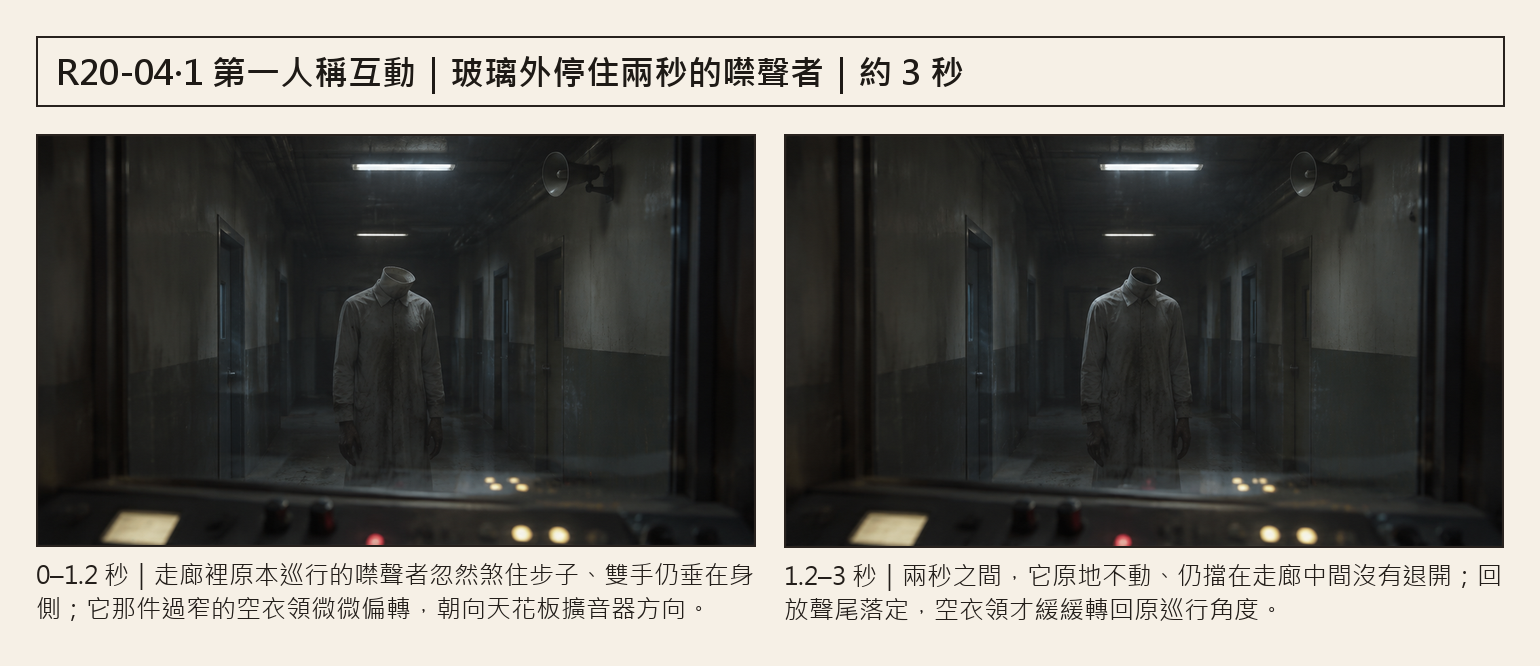 R20-04·1 第一人稱互動｜玻璃外停住兩秒的噤聲者｜約 3 秒
0–1.2 秒｜走廊裡原本巡行的噤聲者忽然煞住步子、雙手仍垂在身
側；它那件過窄的空衣領微微偏轉，朝向天花板擴音器方向。
1.2–3 秒｜兩秒之間，它原地不動、仍擋在走廊中間沒有退開；回
放聲尾落定，空衣領才緩緩轉回原巡行角度。